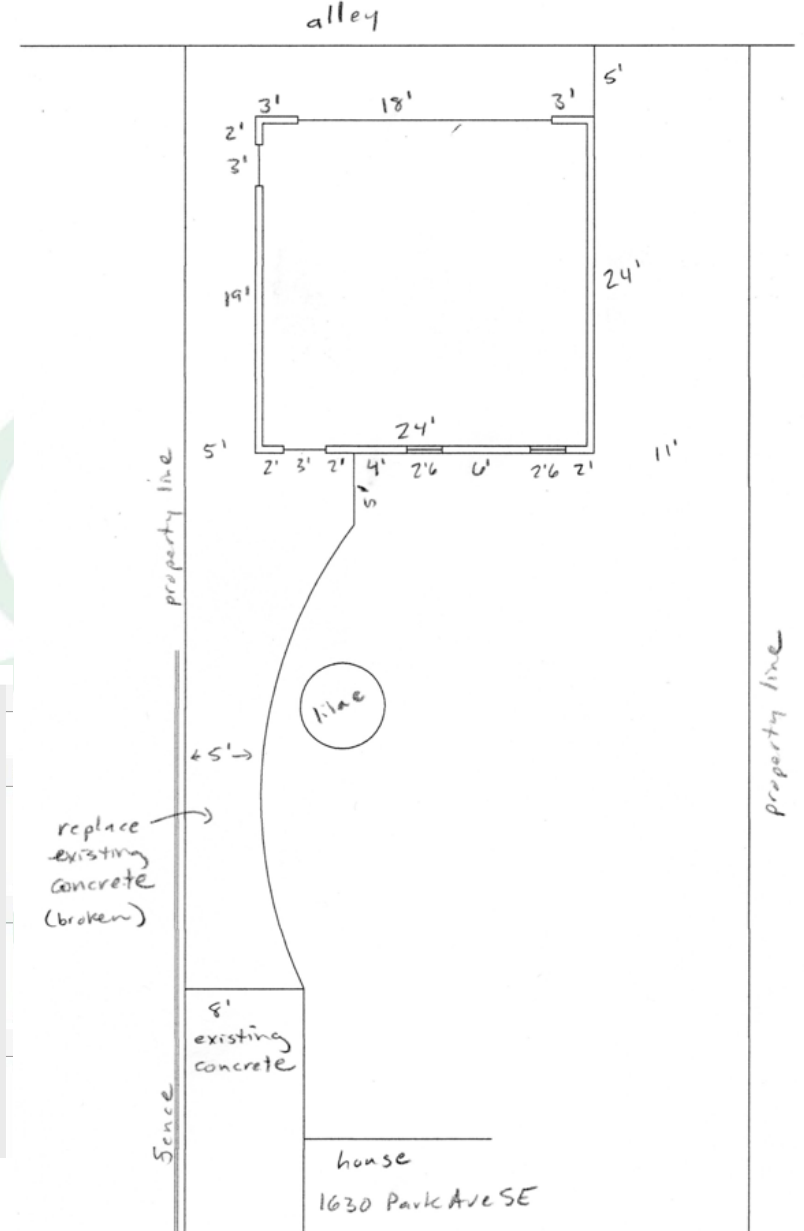 alley
5'
3'
18'
3'
2'
3'
24'
19'
24'
5'
11'
2'
3'
2'
4'
2'6
6'
2'6
2'
5'
property line
lilac
property line
← 5' →
replace
existing
concrete
(broken)
8'
existing
concrete
fence
house
1630 Park Ave SE